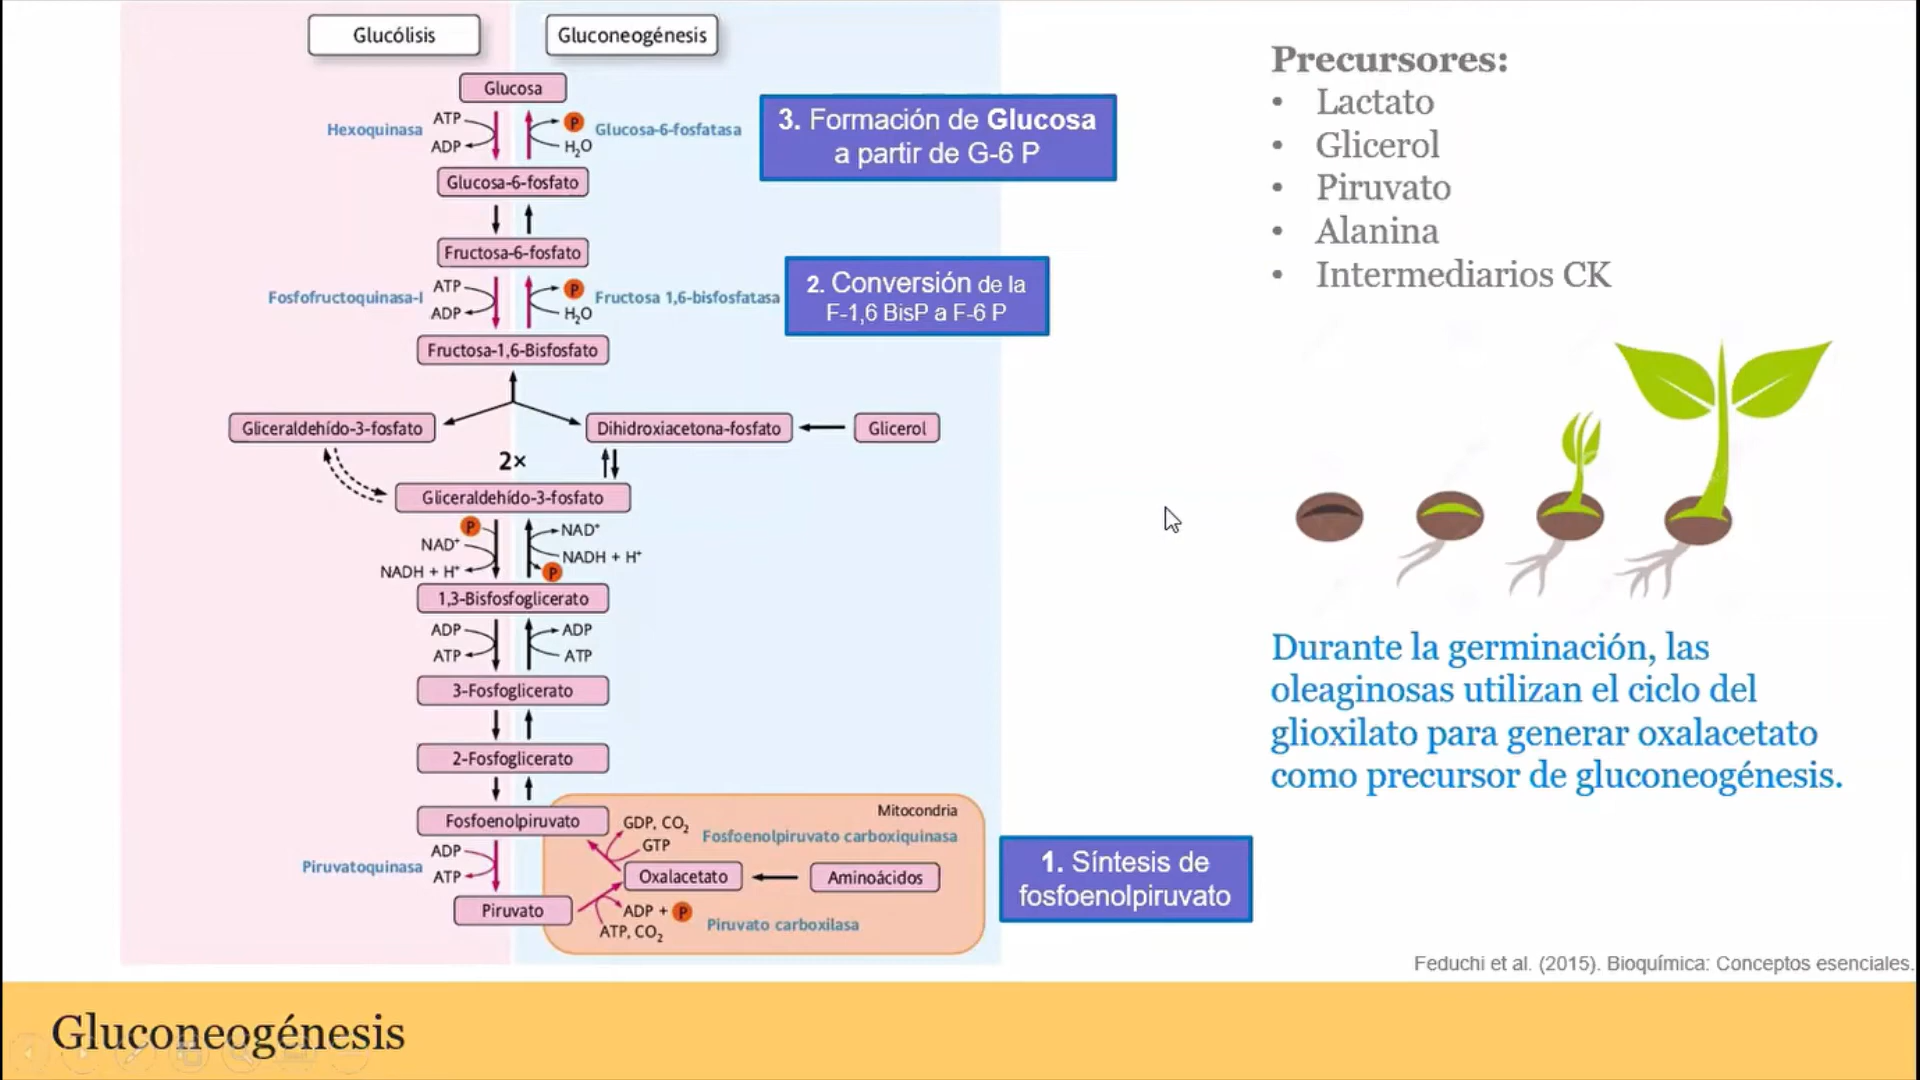 Glucólisis
Gluconeogénesis
Glucosa
Hexoquinasa
ATP
ADP
P
H₂O
Glucosa-6-fosfatasa
3. Formación de Glucosa
a partir de G-6 P
Glucosa-6-fosfato
Fructosa-6-fosfato
Fosfofructoquinasa-I
ATP
ADP
P
H₂O
Fructosa 1,6-bisfosfatasa
2. Conversión de la
F-1,6 BisP a F-6 P
Fructosa-1,6-Bisfosfato
Gliceraldehído-3-fosfato
Dihidroxiacetona-fosfato
Glicerol
2×
Gliceraldehído-3-fosfato
P
NAD⁺
NADH + H⁺
NAD⁺
NADH + H⁺
P
1,3-Bisfosfoglicerato
ADP
ATP
ADP
ATP
3-Fosfoglicerato
2-Fosfoglicerato
Mitocondria
Fosfoenolpiruvato
GDP, CO₂
GTP
Fosfoenolpiruvato carboxiquinasa
Piruvatoquinasa
ADP
ATP
Oxalacetato
Aminoácidos
Piruvato
ADP + P
ATP, CO₂
Piruvato carboxilasa
1. Síntesis de
fosfoenolpiruvato
Precursores:
• Lactato
• Glicerol
• Piruvato
• Alanina
• Intermediarios CK
Durante la germinación, las
oleaginosas utilizan el ciclo del
glioxilato para generar oxalacetato
como precursor de gluconeogénesis.
Feduchi et al. (2015). Bioquímica: Conceptos esenciales.
Gluconeogénesis